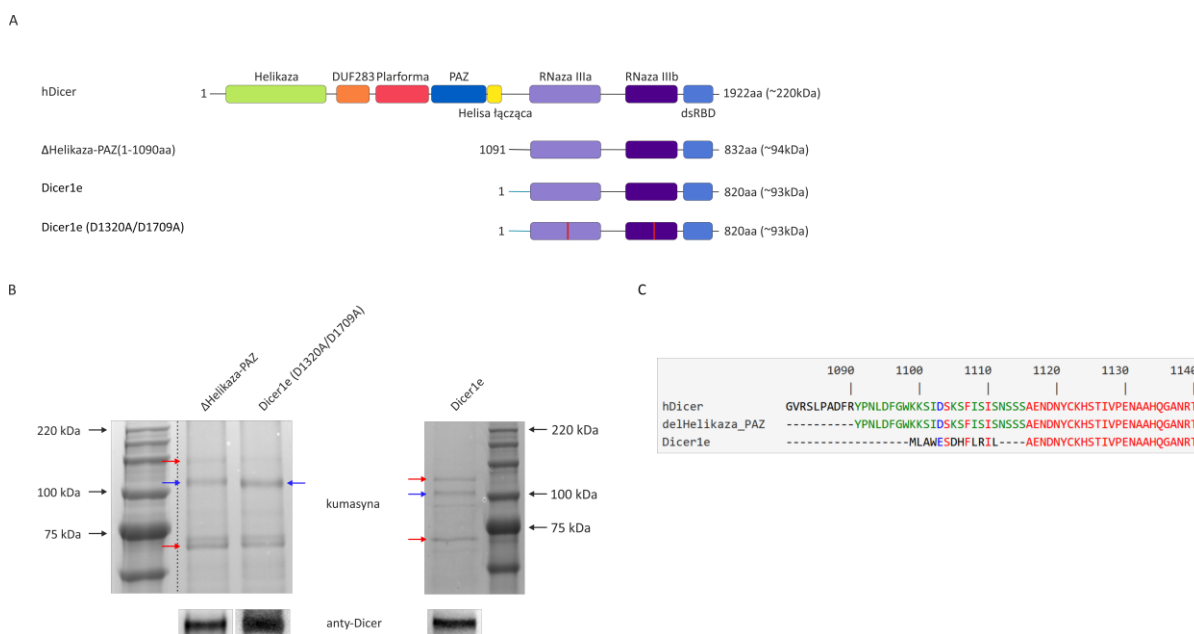 A
Helikaza DUF283 Plarforma PAZ RNaza IIIa RNaza IIIb
hDicer 1 1922aa (~220kDa)
Helisa łącząca dsRBD
ΔHelikaza-PAZ(1-1090aa) 1091 832aa (~94kDa)
Dicer1e 1 820aa (~93kDa)
Dicer1e (D1320A/D1709A) 1 820aa (~93kDa)
B
ΔHelikaza-PAZ
Dicer1e (D1320A/D1709A)
Dicer1e
220 kDa
100 kDa
75 kDa
kumasyna
220 kDa
100 kDa
75 kDa
anty-Dicer
C
1090 1100 1110 1120 1130 1140
hDicer GVRSLPADFRYPNLDFGWKKSIDSKSFISISNSSSAENDNYCKHSTIVPENAAHQGANRT
delHelikaza_PAZ ----------YPNLDFGWKKSIDSKSFISISNSSSAENDNYCKHSTIVPENAAHQGANRT
Dicer1e ------------------MLAWESDHFLRIL----AENDNYCKHSTIVPENAAHQGANRT